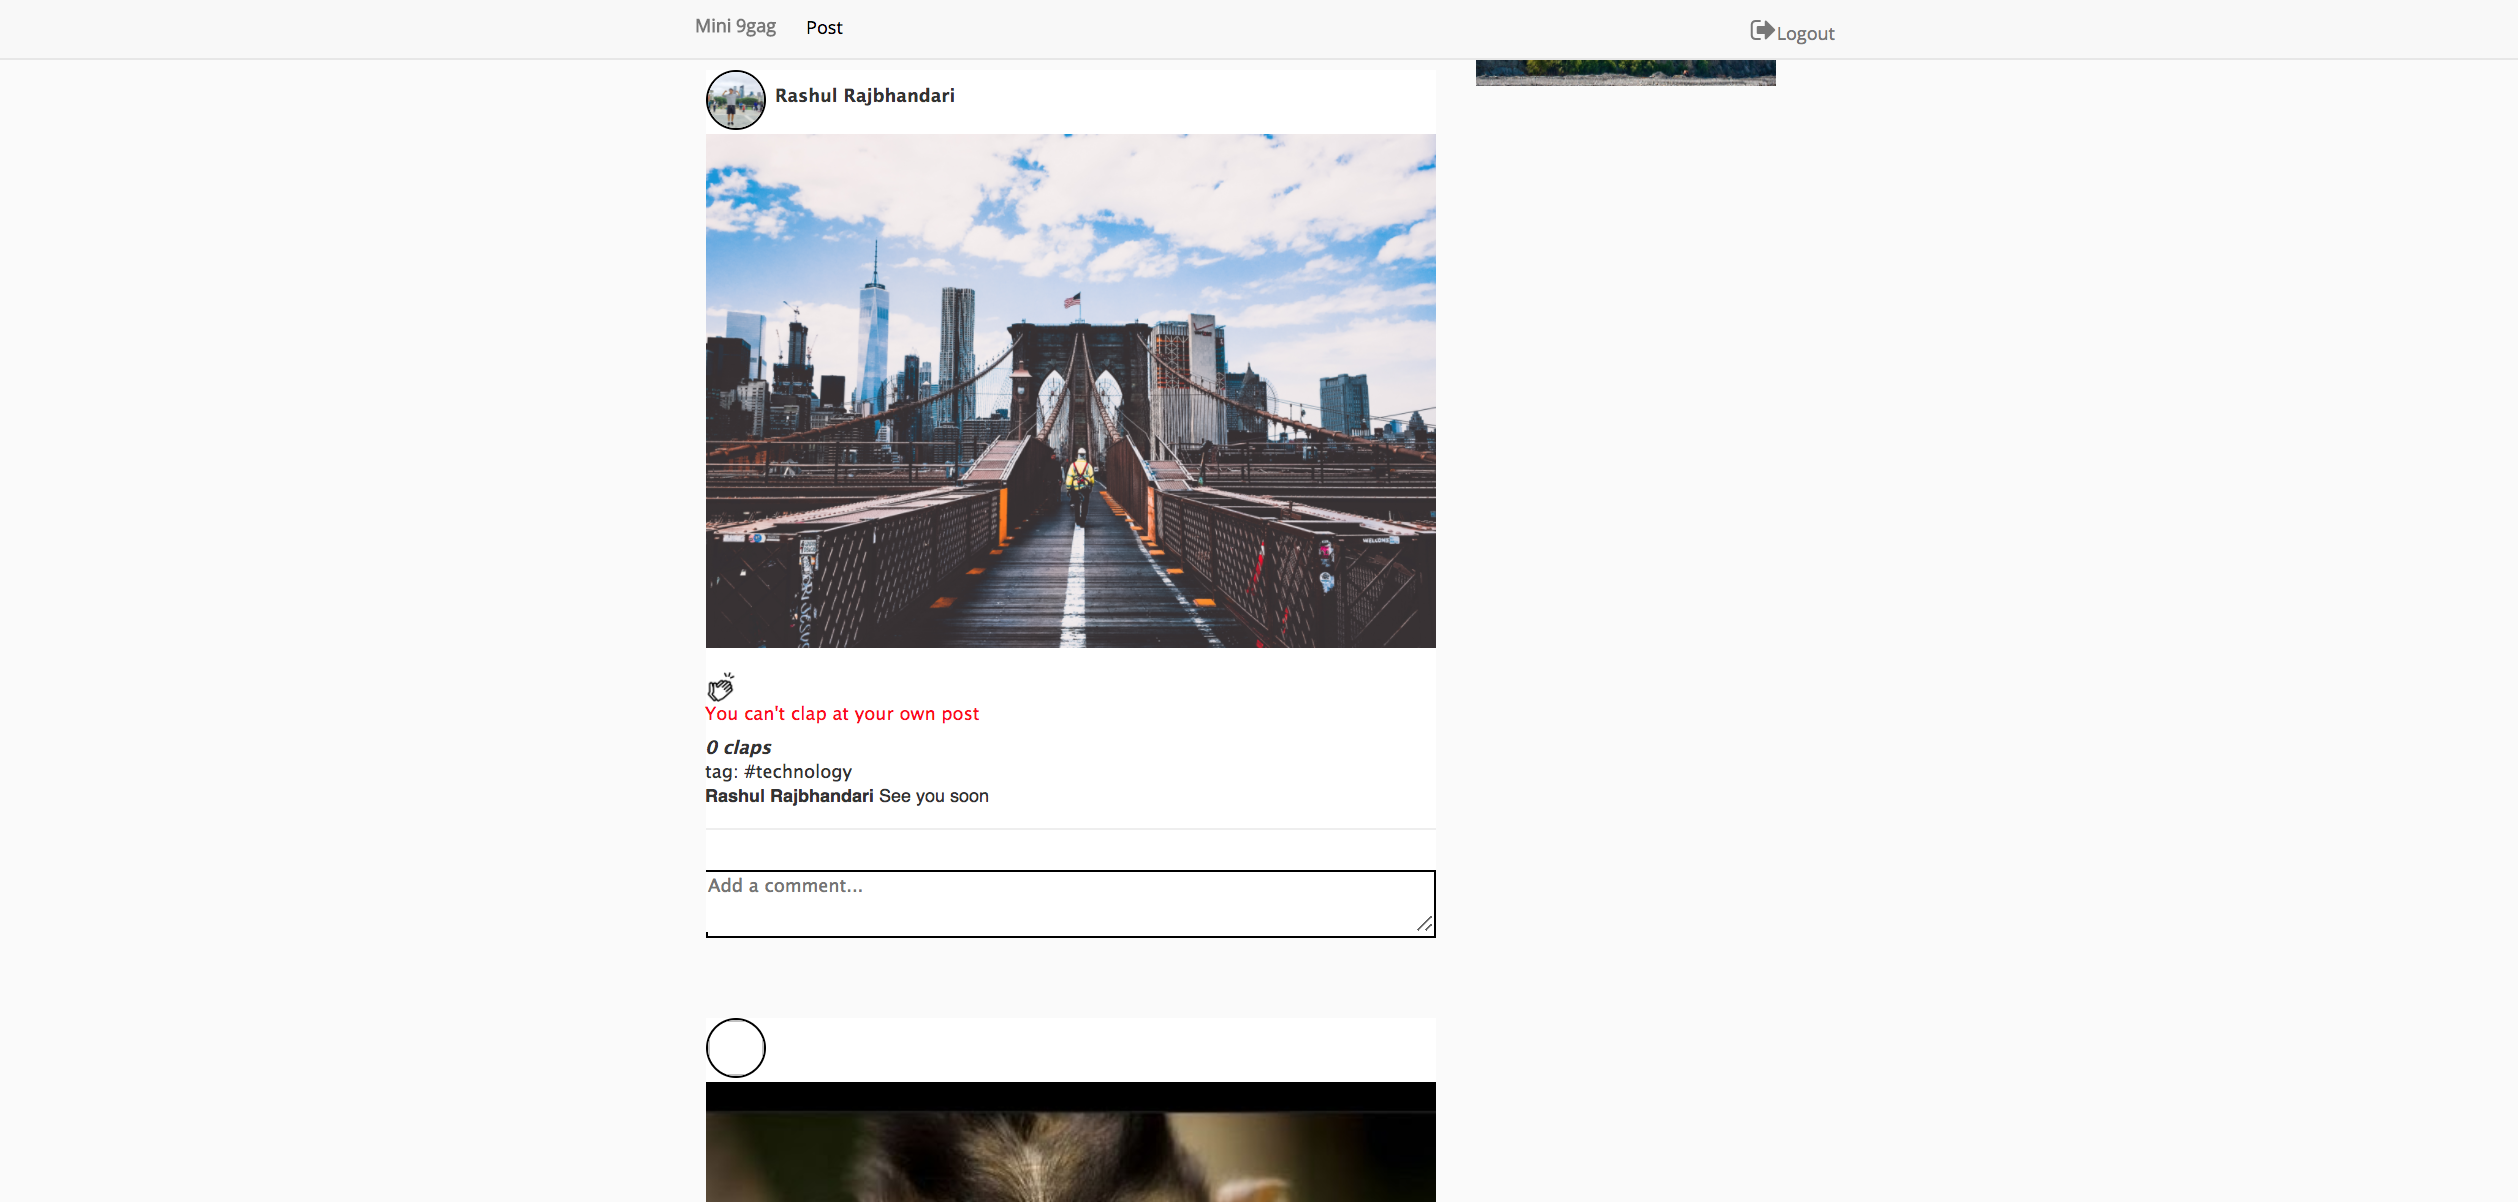 Mini 9gag Post Logout
Rashul Rajbhandari
WELCOME
You can't clap at your own post
0 claps
tag: #technology
Rashul Rajbhandari See you soon
Add a comment...